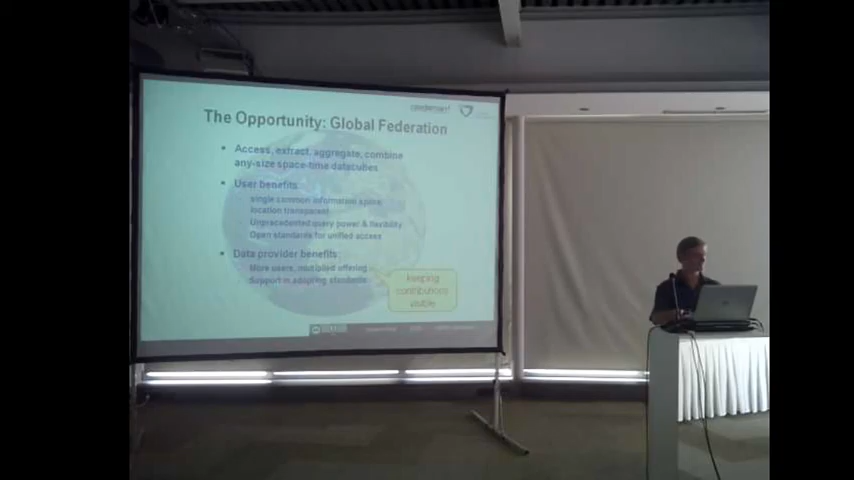 The Opportunity: Global Federation
Access, extract, aggregate, combine
any-size space-time datacubes
User benefits:
single common information space
location transparent
Unprecedented query power & flexibility
Open standards for unified access
Data provider benefits:
More users, multiplied offering
Support in adopting standards
keeping
contributions
visible